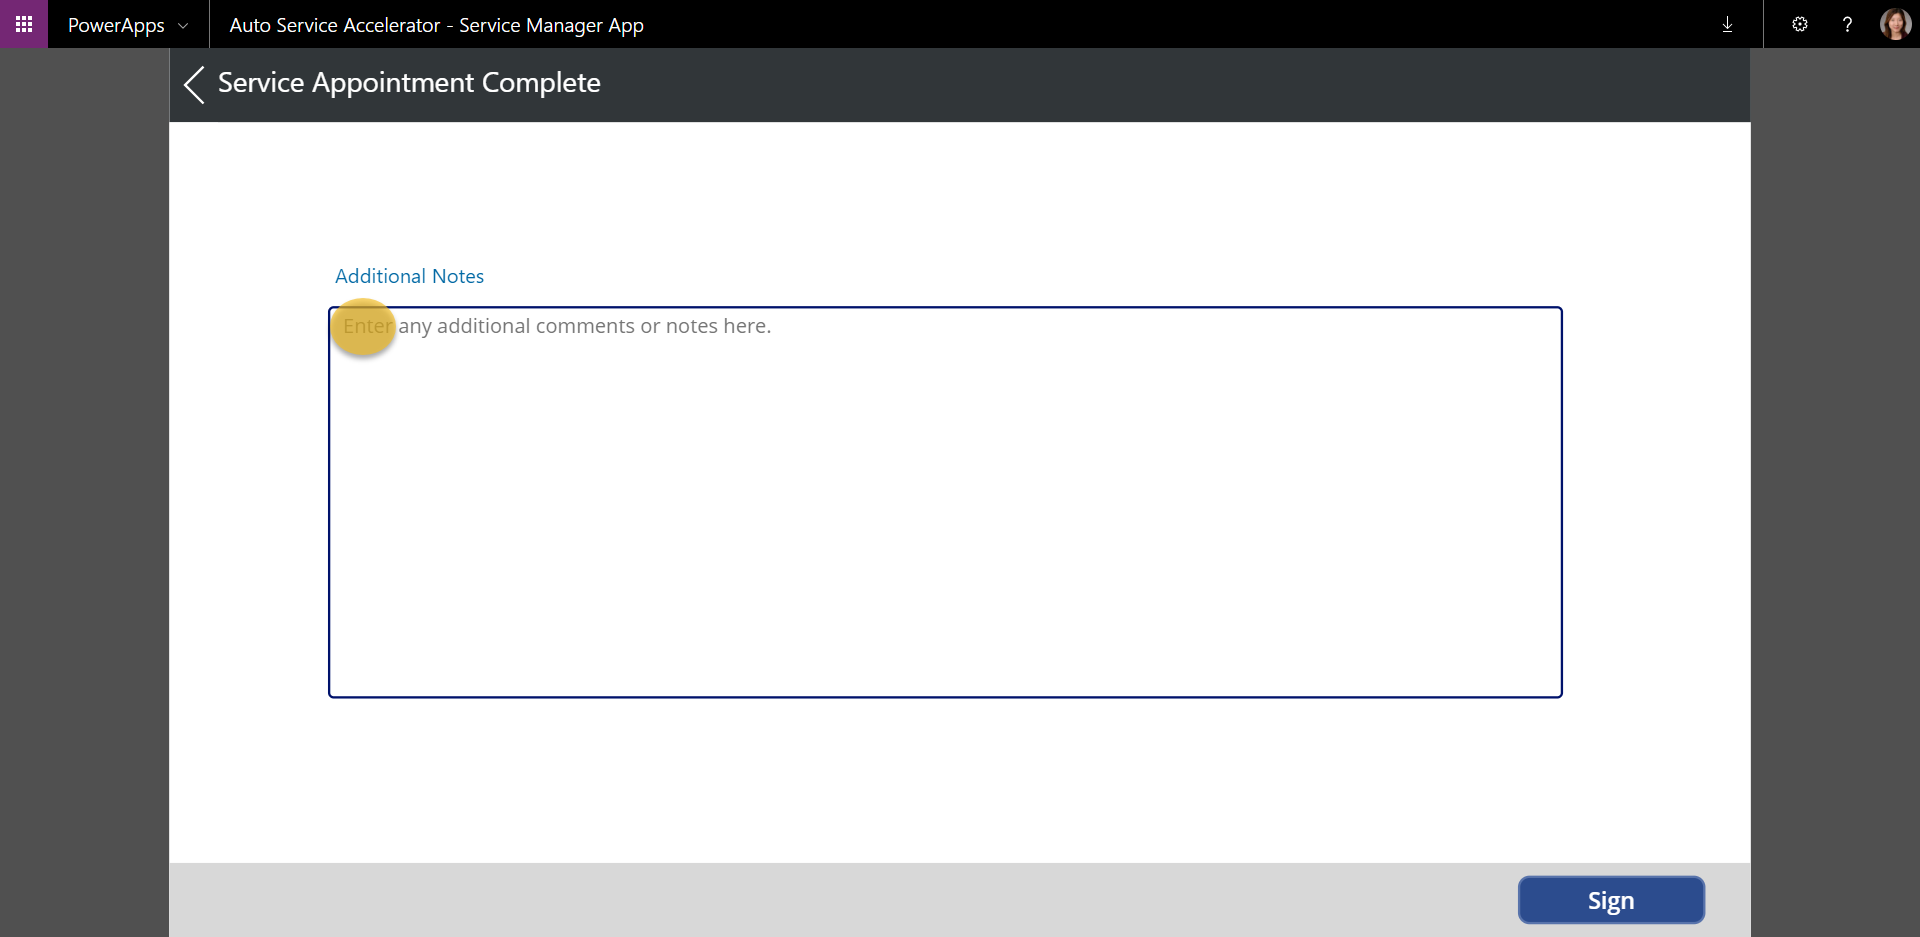 PowerApps
Auto Service Accelerator - Service Manager App
?
Service Appointment Complete
Additional Notes
Enter any additional comments or notes here.
Sign